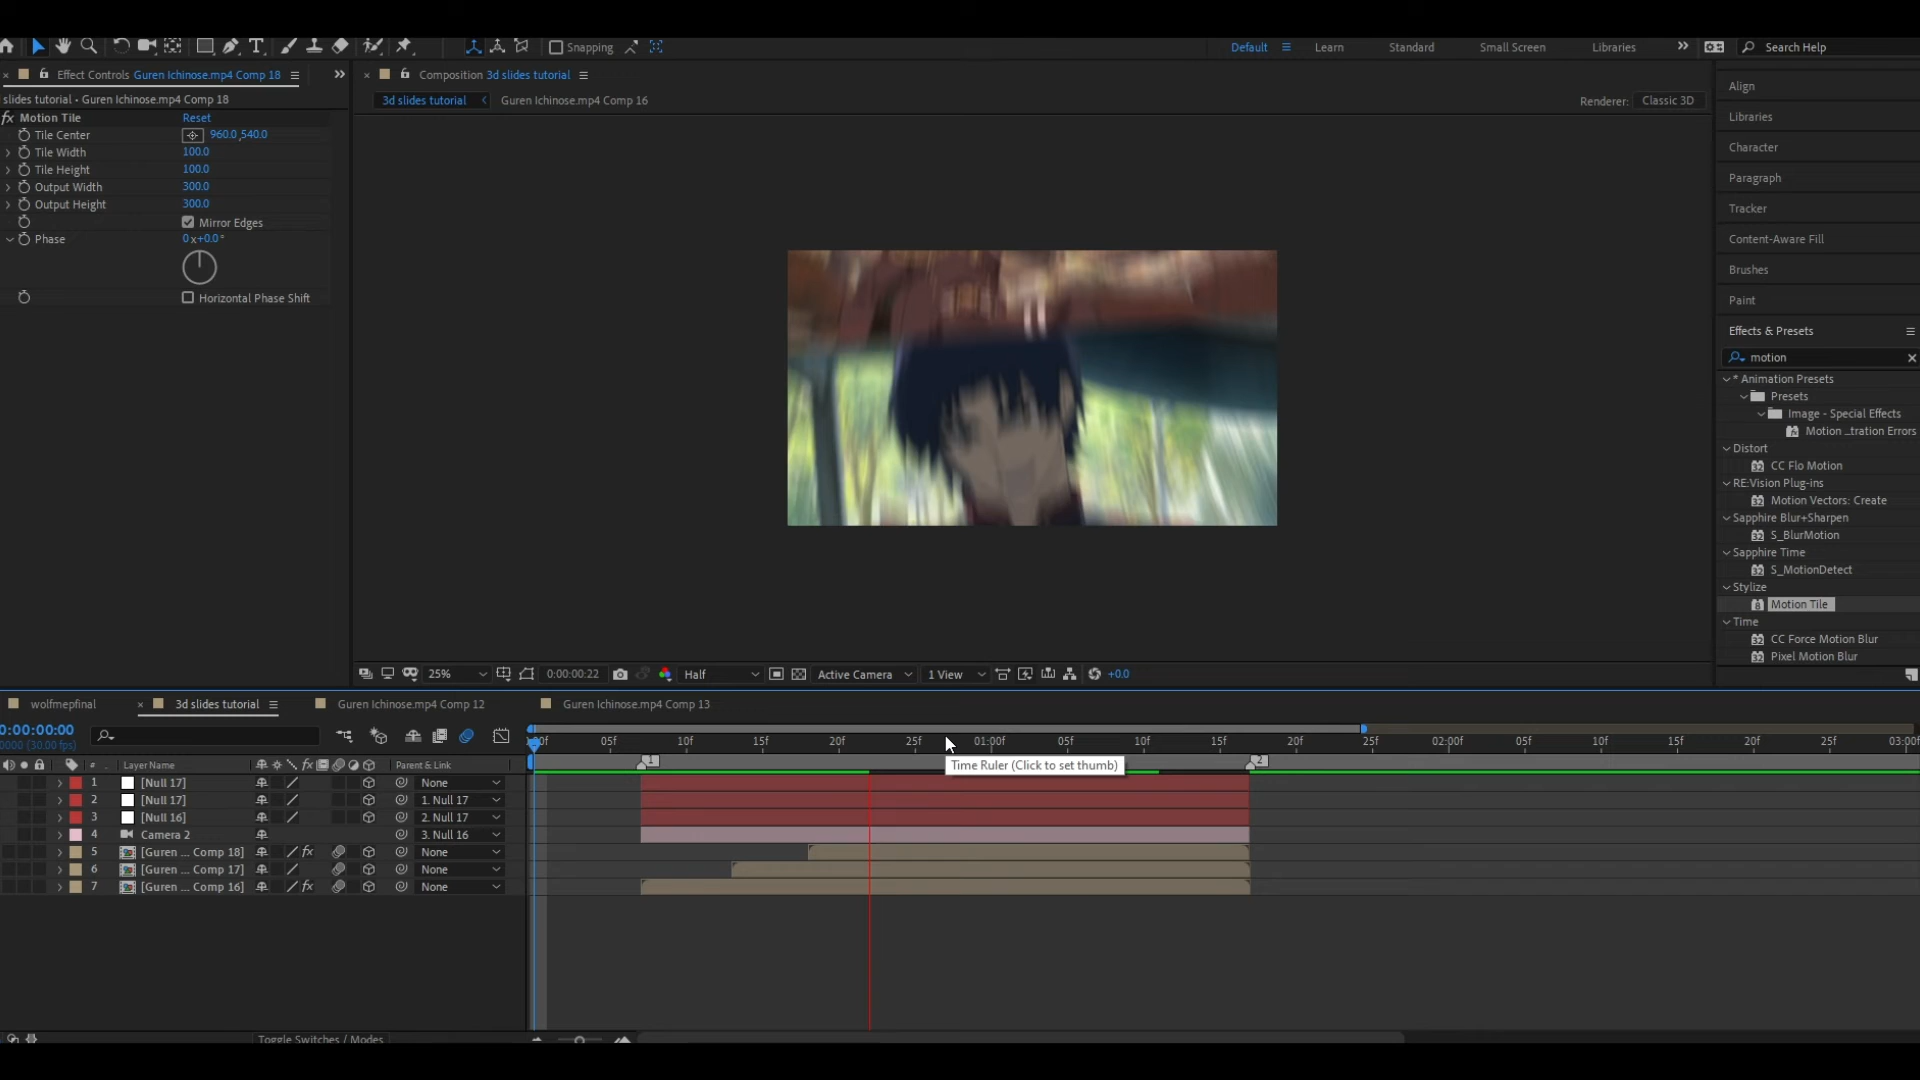 Snapping
Default
Learn
Standard
Small Screen
Libraries
Search Help
Effect Controls Guren Ichinose.mp4 Comp 18
slides tutorial • Guren Ichinose.mp4 Comp 18
fx Motion Tile Reset
Tile Center 960.0,540.0
Tile Width 100.0
Tile Height 100.0
Output Width 300.0
Output Height 300.0
Mirror Edges
Phase 0x+0.0°
Horizontal Phase Shift
Composition 3d slides tutorial
3d slides tutorial
Guren Ichinose.mp4 Comp 16
Renderer: Classic 3D
25%
0:00:00:22
Half
Active Camera
1 View
+0.0
Align
Libraries
Character
Paragraph
Tracker
Content-Aware Fill
Brushes
Paint
Effects & Presets
motion
* Animation Presets
Presets
Image - Special Effects
Motion ...tration Errors
Distort
CC Flo Motion
RE:Vision Plug-ins
Motion Vectors: Create
Sapphire Blur+Sharpen
S_BlurMotion
Sapphire Time
S_MotionDetect
Stylize
Motion Tile
Time
CC Force Motion Blur
Pixel Motion Blur
wolfmepfinal
3d slides tutorial
Guren Ichinose.mp4 Comp 12
Guren Ichinose.mp4 Comp 13
0:00:00:00
0000 (30.00 fps)
:00f 05f 10f 15f 20f 25f 01:00f 05f 10f 15f 20f 25f 02:00f 05f 10f 15f 20f 25f 03:00f
1
2
Time Ruler (Click to set thumb)
# Layer Name fx Parent & Link
1 [Null 17] None
2 [Null 17] 1. Null 17
3 [Null 16] 2. Null 17
4 Camera 2 3. Null 16
5 [Guren ... Comp 18] fx None
6 [Guren ... Comp 17] None
7 [Guren ... Comp 16] fx None
Toggle Switches / Modes